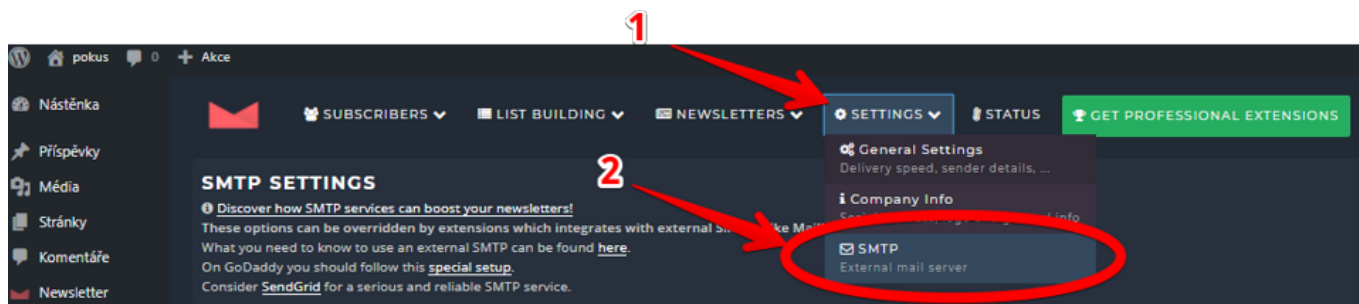 1
pokus 0 + Akce
Nástěnka
SUBSCRIBERS
LIST BUILDING
NEWSLETTERS
SETTINGS
STATUS
GET PROFESSIONAL EXTENSIONS
Příspěvky
General Settings
Delivery speed, sender details, ...
2
Média
SMTP SETTINGS
Company Info
Discover how SMTP services can boost your newsletters!
Stránky
These options can be overridden by extensions which integrates with external
What you need to know to use an external SMTP can be found here.
SMTP
External mail server
Komentáře
On GoDaddy you should follow this special setup.
Consider SendGrid for a serious and reliable SMTP service.
Newsletter